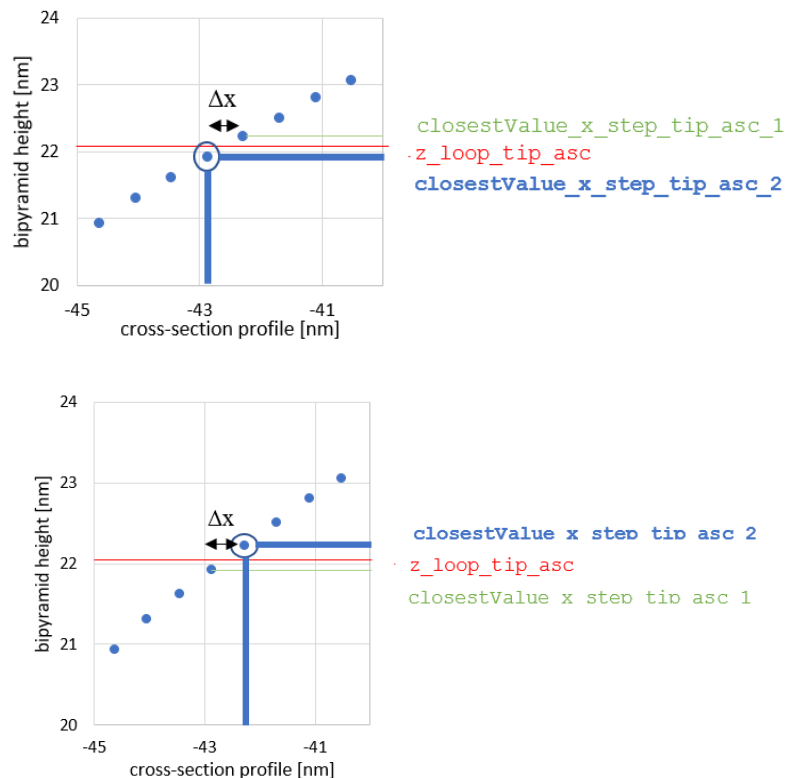 24
23
22
21
20
-45
-43
-41
bipyramid height [nm]
cross-section profile [nm]
Δx
closestValue_x_step_tip_asc_1
z_loop_tip_asc
closestValue_x_step_tip_asc_2
24
23
22
21
20
-45
-43
-41
bipyramid height [nm]
cross-section profile [nm]
Δx
closestValue x step tip asc 2
z_loop_tip_asc
closestValue x step tip asc 1